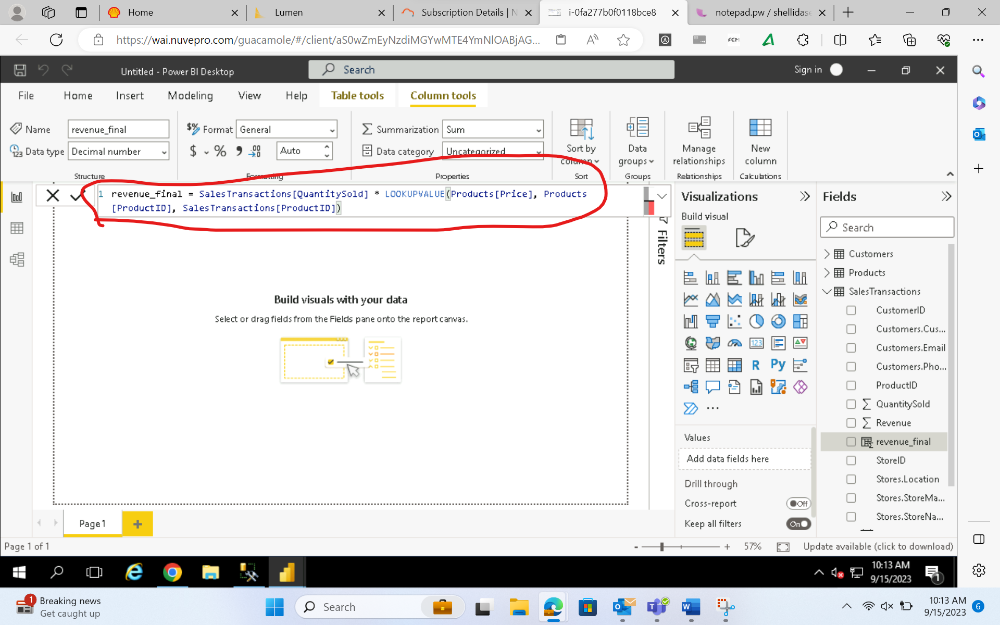 Home
Lumen
Subscription Details | N
i-0fa277b0f0118bce8
notepad.pw / shellidase
https://wai.nuvepro.com/guacamole/#/client/aS0wZmEyNzdiMGYwMTE4YmNlOABjAG...
FCM
Untitled - Power BI Desktop
Search
Sign in
File Home Insert Modeling View Help Table tools Column tools
Name revenue_final
Data type Decimal number
Structure
Format General
$ % , .00 Auto
Formatting
Summarization Sum
Data category Uncategorized
Properties
Sort by
column
Sort
Data
groups
Groups
Manage
relationships
Relationships
New
column
Calculations
1 revenue_final = SalesTransactions[QuantitySold] * LOOKUPVALUE(Products[Price], Products
[ProductID], SalesTransactions[ProductID])
Build visuals with your data
Select or drag fields from the Fields pane onto the report canvas.
Filters
Visualizations
Build visual
123
R Py
...
Values
Add data fields here
Drill through
Cross-report Off
Keep all filters On
Fields
Search
Customers
Products
SalesTransactions
CustomerID
Customers.Cus...
Customers.Email
Customers.Pho...
ProductID
QuantitySold
Revenue
revenue_final
StoreID
Stores.Location
Stores.StoreMa...
Stores.StoreNa...
Page 1
Page 1 of 1
- + 57%
Update available (click to download)
10:13 AM
9/15/2023
1
1
Breaking news
Get caught up
Search
10:13 AM
9/15/2023
6